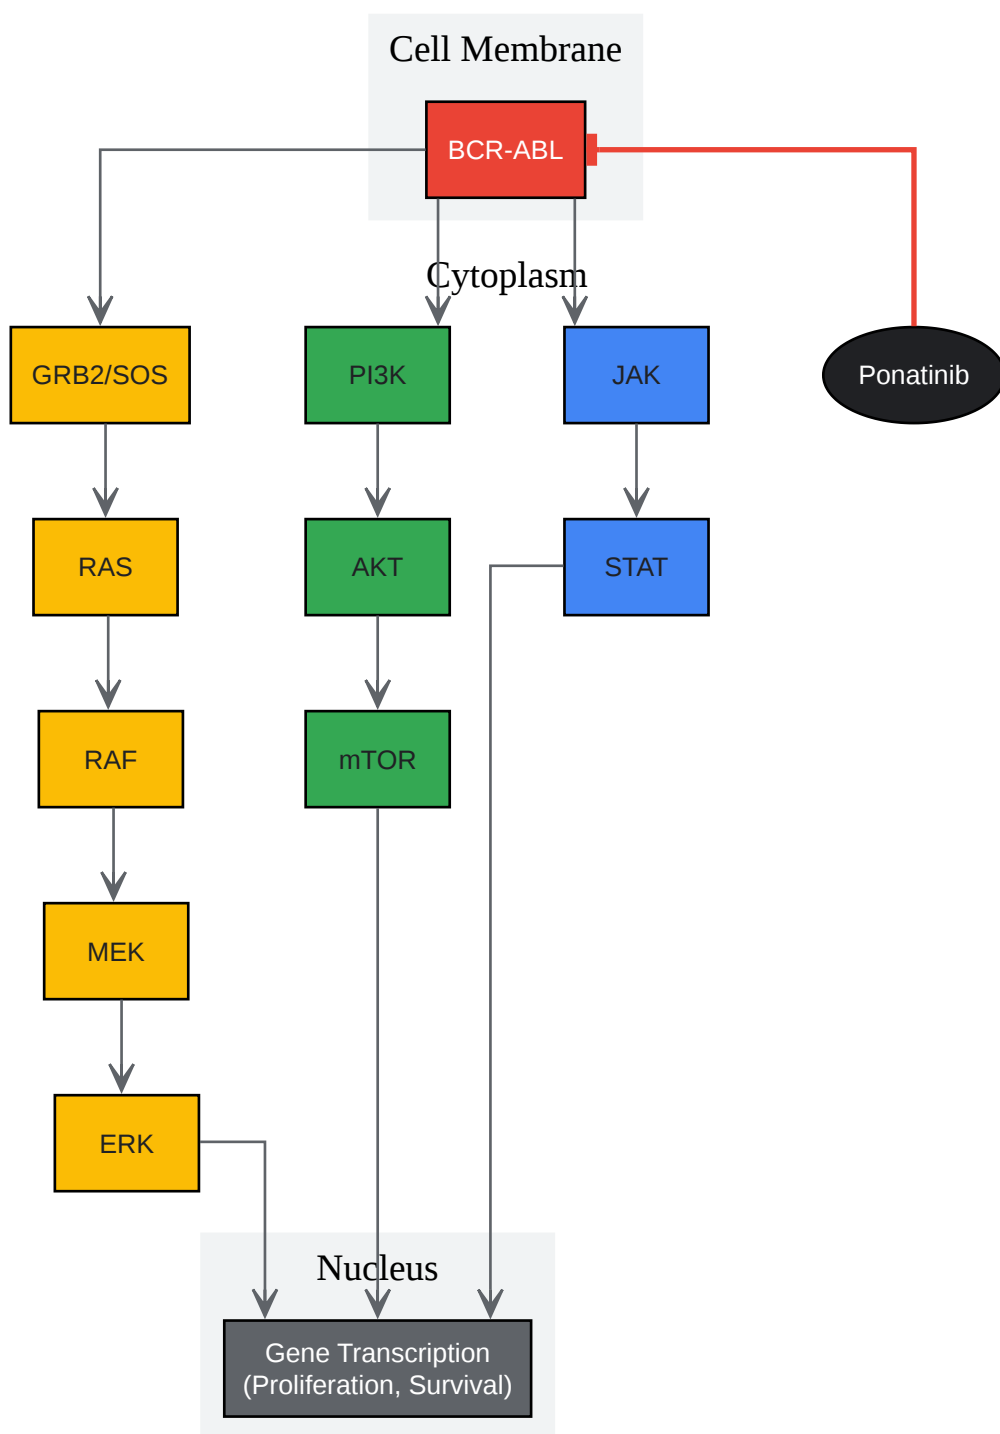 Cell Membrane
BCR-ABL
Cytoplasm
GRB2/SOS
PI3K
JAK
Ponatinib
RAS
AKT
STAT
RAF
mTOR
MEK
ERK
Nucleus
Gene Transcription
(Proliferation, Survival)